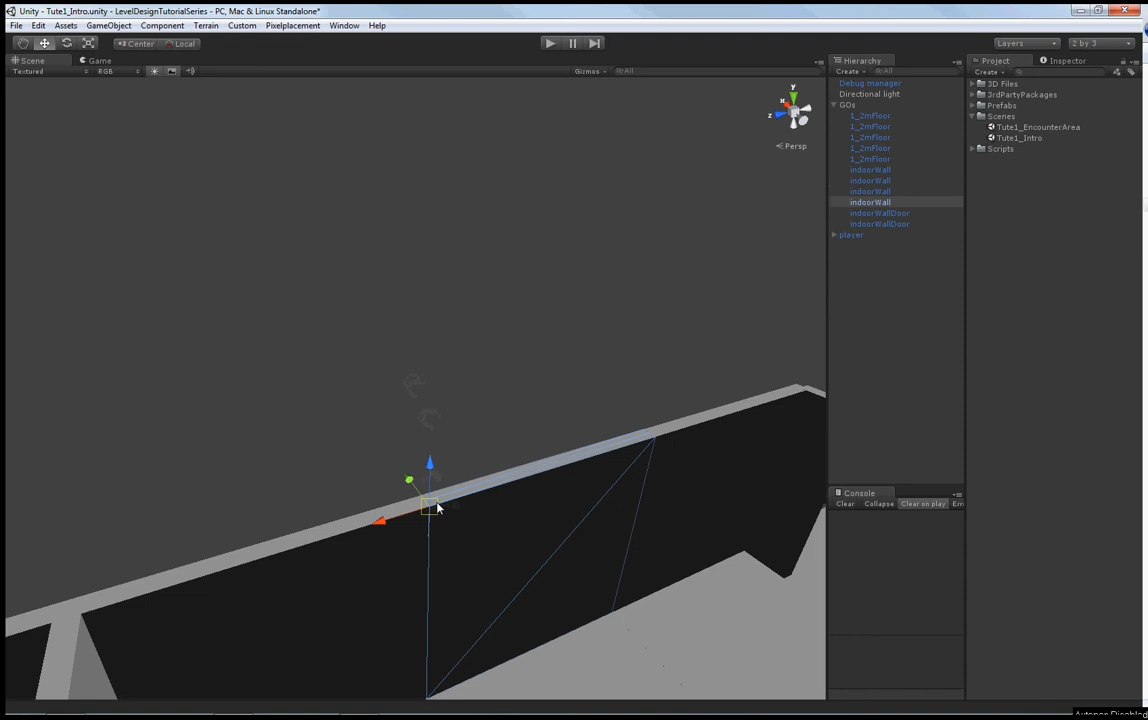 Unity - Tute1_Intro.unity - LevelDesignTutorialSeries - PC, Mac & Linux Standalone*
File Edit Assets GameObject Component Terrain Custom Pixelplacement Window Help
Center Local Layers 2 by 3
Scene Game Hierarchy Project Inspector
Textured RGB Gizmos All Create All Create
Debug manager
Directional light
GOs
1_2mFloor
1_2mFloor
1_2mFloor
1_2mFloor
1_2mFloor
indoorWall
indoorWall
indoorWall
indoorWall
indoorWallDoor
indoorWallDoor
player
3D Files
3rdPartyPackages
Prefabs
Scenes
Tute1_EncounterArea
Tute1_Intro
Scripts
y
x
z
Persp
Console
Clear Collapse Clear on play Err